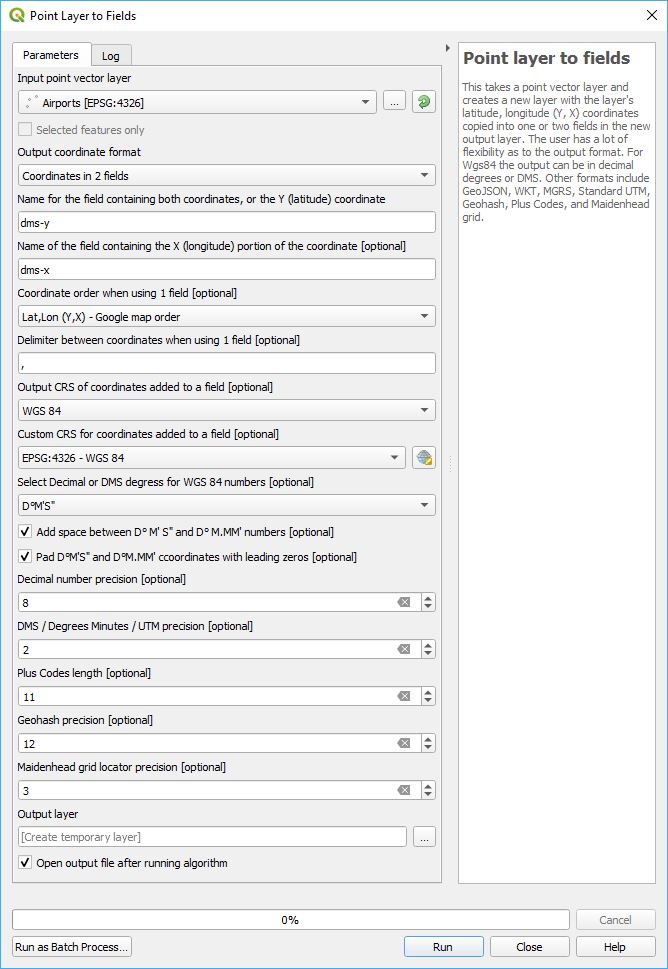 Point Layer to Fields
Parameters
Log
Input point vector layer
Airports [EPSG:4326]
...
Selected features only
Output coordinate format
Coordinates in 2 fields
Name for the field containing both coordinates, or the Y (latitude) coordinate
dms-y
Name of the field containing the X (longitude) portion of the coordinate [optional]
dms-x
Coordinate order when using 1 field [optional]
Lat,Lon (Y,X) - Google map order
Delimiter between coordinates when using 1 field [optional]
,
Output CRS of coordinates added to a field [optional]
WGS 84
Custom CRS for coordinates added to a field [optional]
EPSG:4326 - WGS 84
Select Decimal or DMS degress for WGS 84 numbers [optional]
D°M'S"
Add space between D° M' S" and D° M.MM' numbers [optional]
Pad D°M'S" and D°M.MM' ccoordinates with leading zeros [optional]
Decimal number precision [optional]
8
DMS / Degrees Minutes / UTM precision [optional]
2
Plus Codes length [optional]
11
Geohash precision [optional]
12
Maidenhead grid locator precision [optional]
3
Output layer
[Create temporary layer]
...
Open output file after running algorithm
Point layer to fields
This takes a point vector layer and
creates a new layer with the layer's
latitude, longitude (Y, X) coordinates
copied into one or two fields in the new
output layer. The user has a lot of
flexibility as to the output format. For
Wgs84 the output can be in decimal
degrees or DMS. Other formats include
GeoJSON, WKT, MGRS, Standard UTM,
Geohash, Plus Codes, and Maidenhead
grid.
0%
Cancel
Run as Batch Process...
Run
Close
Help